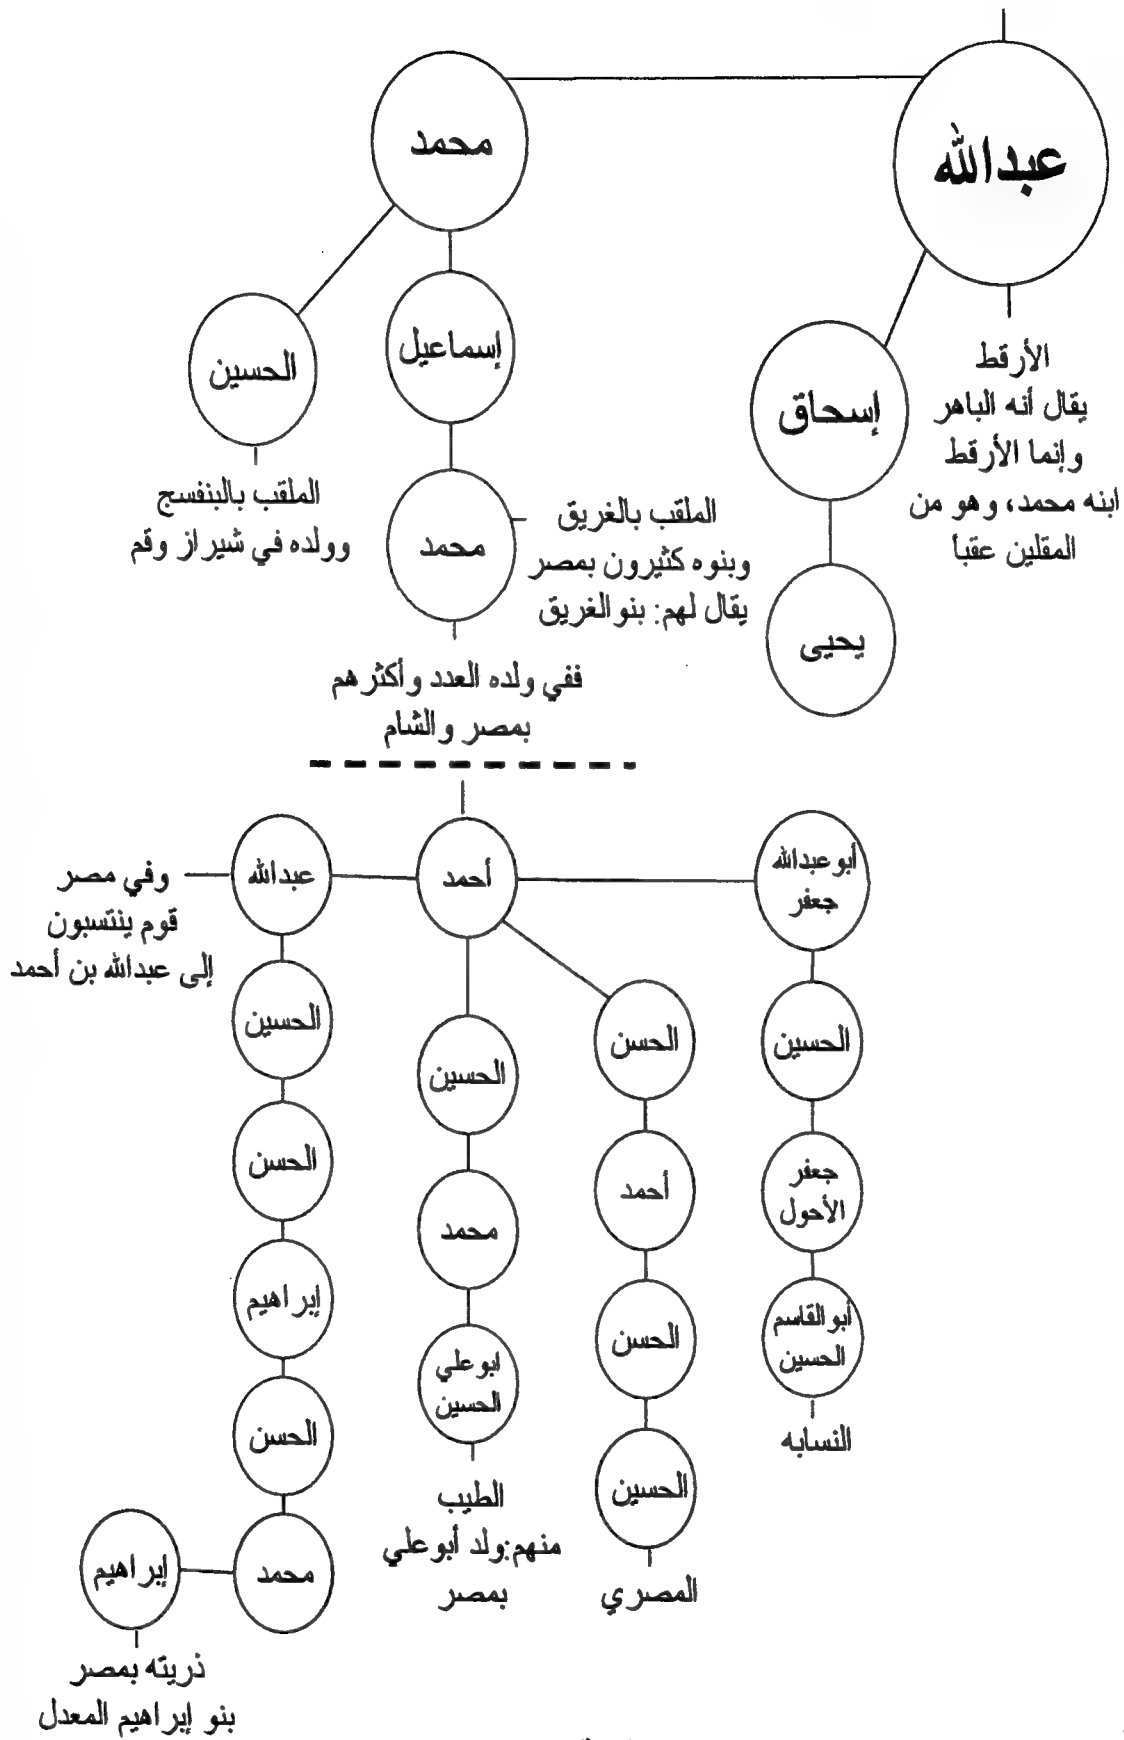 عبدالله
الأرقط
يقال أنه الباهر
وإنما الأرقط
ابنه محمد، وهو من
المقلين عقباً
إسحاق
يحيى
محمد
إسماعيل
محمد
الملقب بالغريق
وبنوه كثيرون بمصر
يقال لهم: بنو الغريق
الحسين
الملقب بالبنفسج
وولده في شيراز وقم
ففي ولده العدد وأكثرهم
بمصر والشام
أحمد
أبو عبدالله
جعفر
الحسين
جعفر
الأحول
أبو القاسم
الحسين
النسابه
الحسن
أحمد
الحسن
الحسين
المصري
الحسين
محمد
ابو علي
الحسين
الطيب
منهم:ولد أبو علي
بمصر
عبدالله
وفي مصر
قوم ينتسبون
إلى عبدالله بن أحمد
الحسين
الحسن
إبراهيم
الحسن
محمد
إبراهيم
ذريته بمصر
بنو إبراهيم المعدل